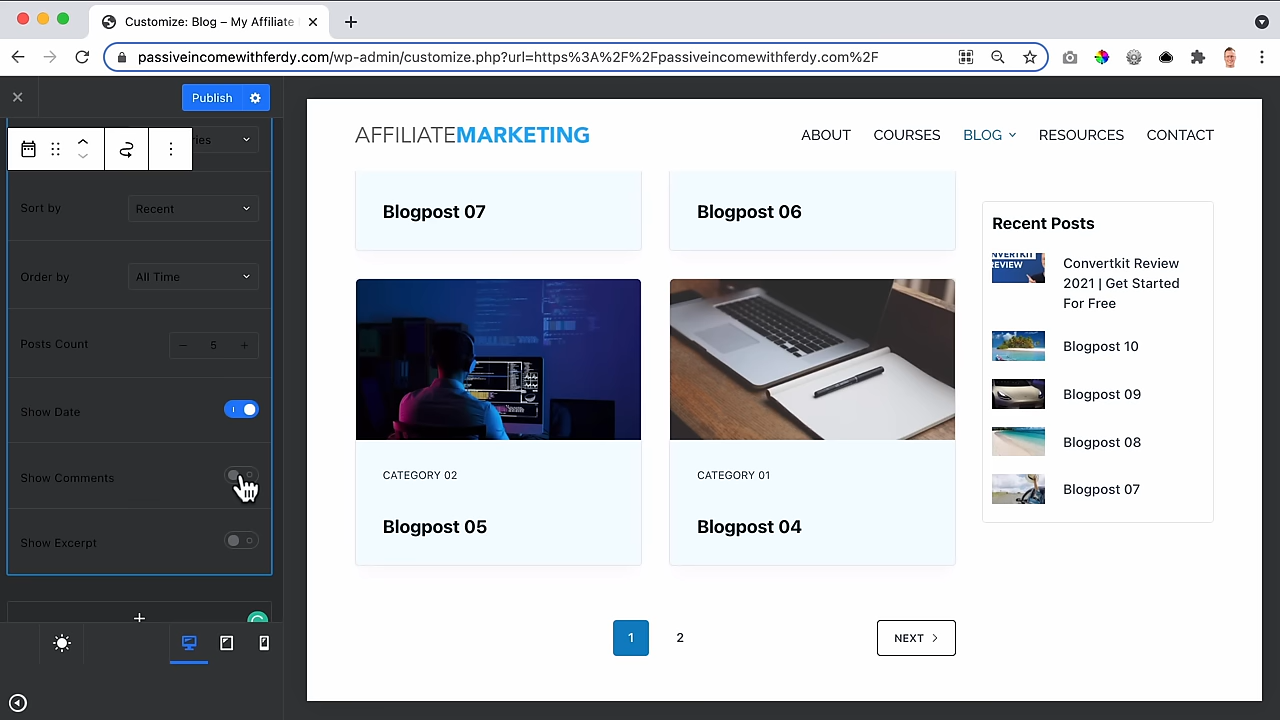 Customize: Blog – My Affiliate
passiveincomewithferdy.com/wp-admin/customize.php?url=https%3A%2F%2Fpassiveincomewithferdy.com%2F
Publish
Sort by
Recent
Order by
All Time
Posts Count
5
Show Date
Show Comments
Show Excerpt
AFFILIATEMARKETING
ABOUT
COURSES
BLOG
RESOURCES
CONTACT
Blogpost 07
Blogpost 06
CATEGORY 02
Blogpost 05
CATEGORY 01
Blogpost 04
1
2
NEXT
Recent Posts
Convertkit Review
2021 | Get Started
For Free
Blogpost 10
Blogpost 09
Blogpost 08
Blogpost 07